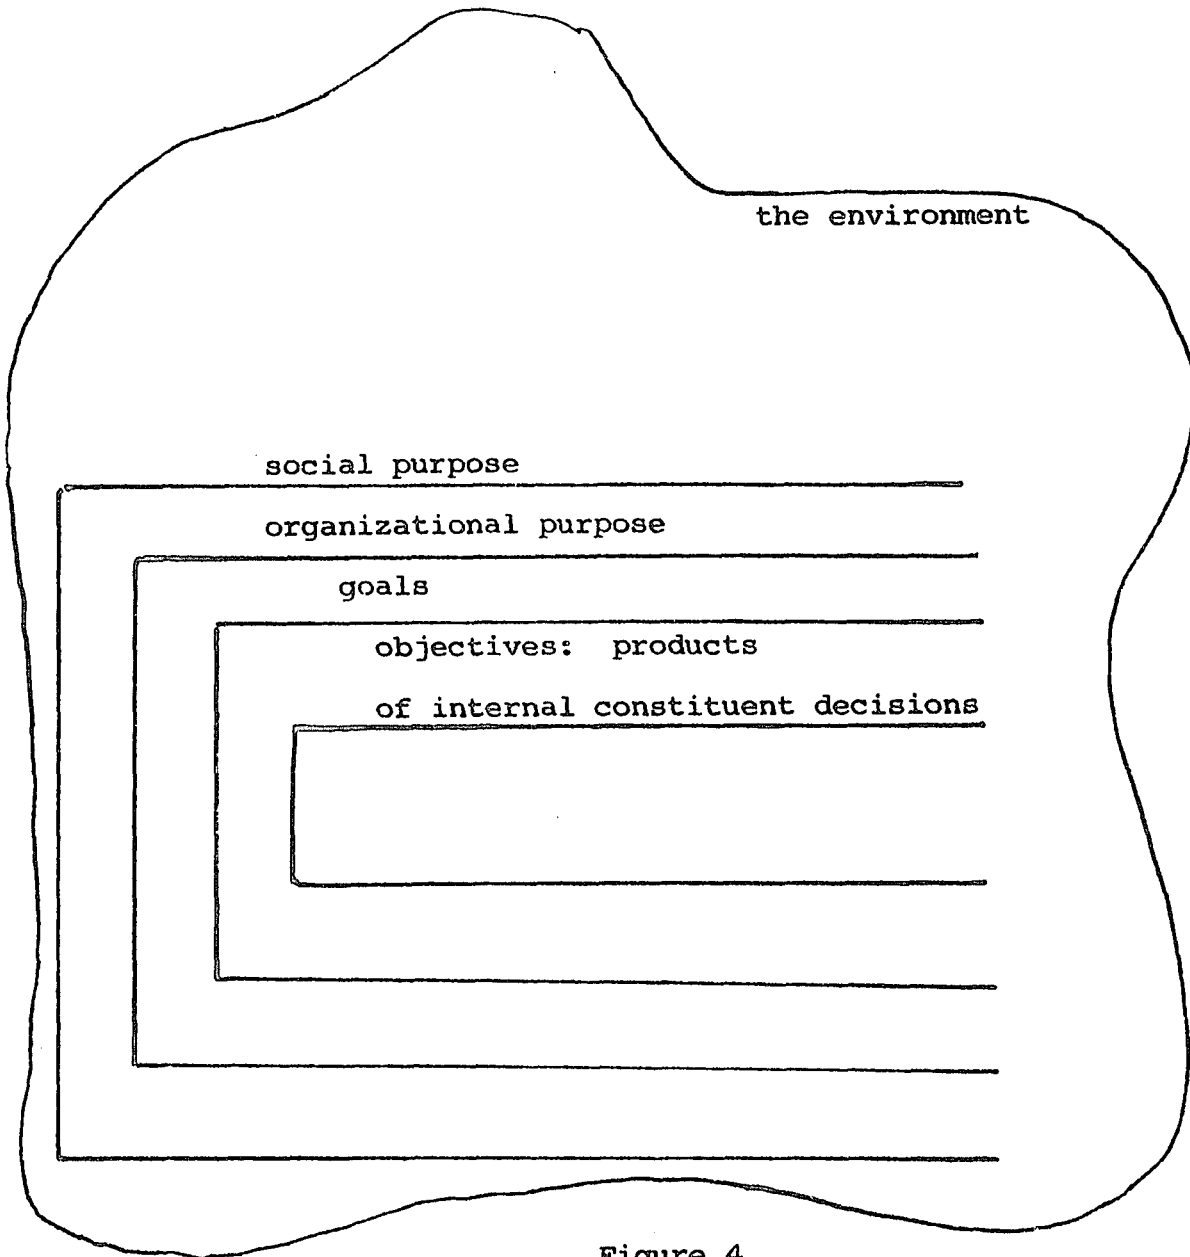 the environment
social purpose
organizational purpose
goals
objectives: products
of internal constituent decisions
Figure 4